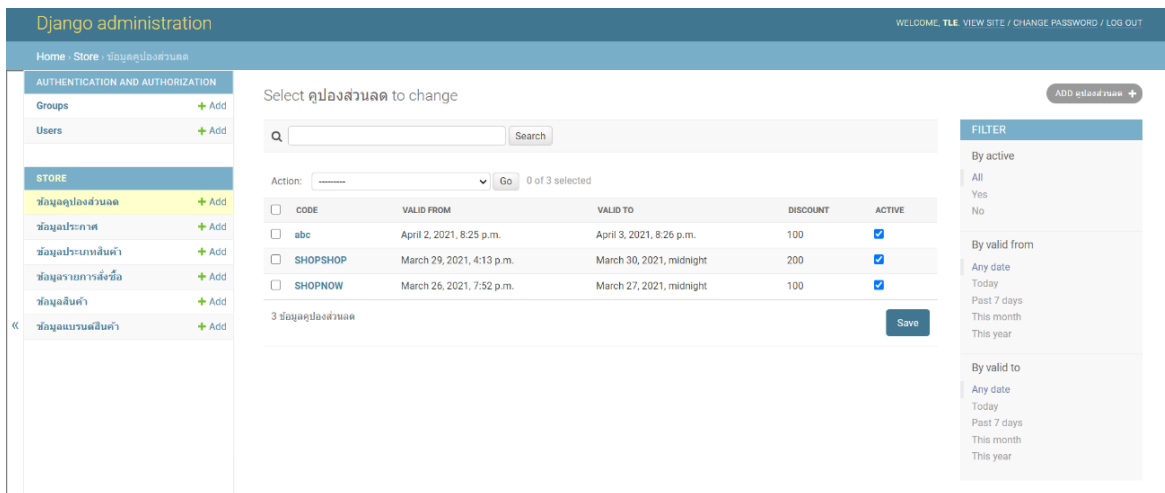 Django administration
WELCOME, TLE. VIEW SITE / CHANGE PASSWORD / LOG OUT
Home › Store › ข้อมูลคูปองส่วนลด
AUTHENTICATION AND AUTHORIZATION
Groups + Add
Users + Add
STORE
ข้อมูลคูปองส่วนลด + Add
ข้อมูลประกาศ + Add
ข้อมูลประเภทสินค้า + Add
ข้อมูลรายการสั่งซื้อ + Add
ข้อมูลสินค้า + Add
ข้อมูลแบรนด์สินค้า + Add
«
Select คูปองส่วนลด to change
ADD คูปองส่วนลด +
Search
Action: --------- Go 0 of 3 selected
CODE VALID FROM VALID TO DISCOUNT ACTIVE
abc April 2, 2021, 8:25 p.m. April 3, 2021, 8:26 p.m. 100
SHOPSHOP March 29, 2021, 4:13 p.m. March 30, 2021, midnight 200
SHOPNOW March 26, 2021, 7:52 p.m. March 27, 2021, midnight 100
3 ข้อมูลคูปองส่วนลด
Save
FILTER
By active
All
Yes
No
By valid from
Any date
Today
Past 7 days
This month
This year
By valid to
Any date
Today
Past 7 days
This month
This year